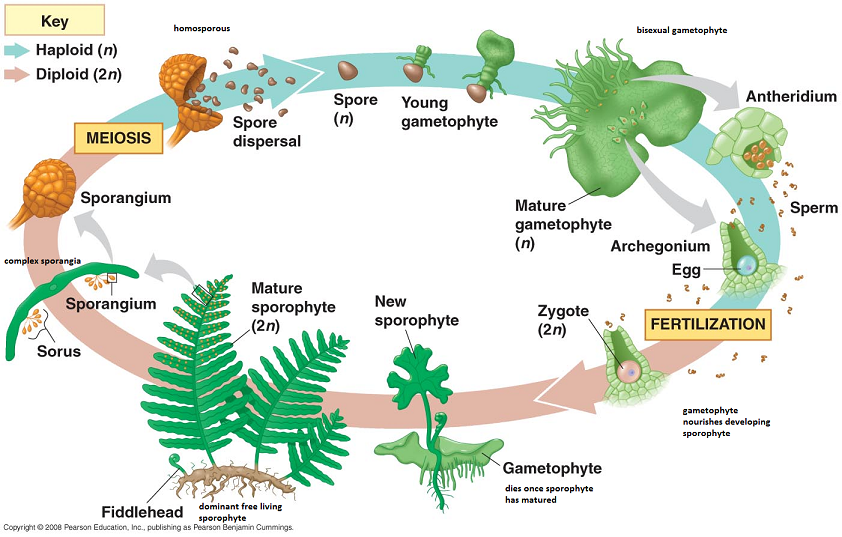 Key
Haploid (n)
Diploid (2n)
homosporous
bisexual gametophyte
MEIOSIS
Spore
dispersal
Spore
(n)
Young
gametophyte
Antheridium
Sporangium
Mature
gametophyte
(n)
Sperm
Archegonium
Egg
complex sporangia
Sporangium
Sorus
Mature
sporophyte
(2n)
New
sporophyte
Zygote
(2n)
FERTILIZATION
gametophyte
nourishes developing
sporophyte
Gametophyte
dies once sporophyte
has matured
Fiddlehead
dominant free living
sporophyte
Copyright © 2008 Pearson Education, Inc., publishing as Pearson Benjamin Cummings.